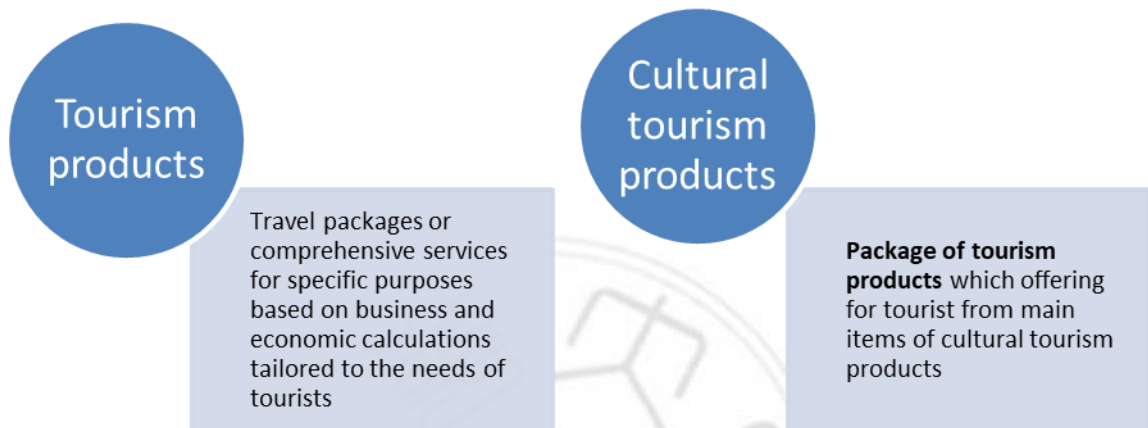 Tourism
products
Travel packages or
comprehensive services
for specific purposes
based on business and
economic calculations
tailored to the needs of
tourists
Cultural
tourism
products
Package of tourism
products which offering
for tourist from main
items of cultural tourism
products